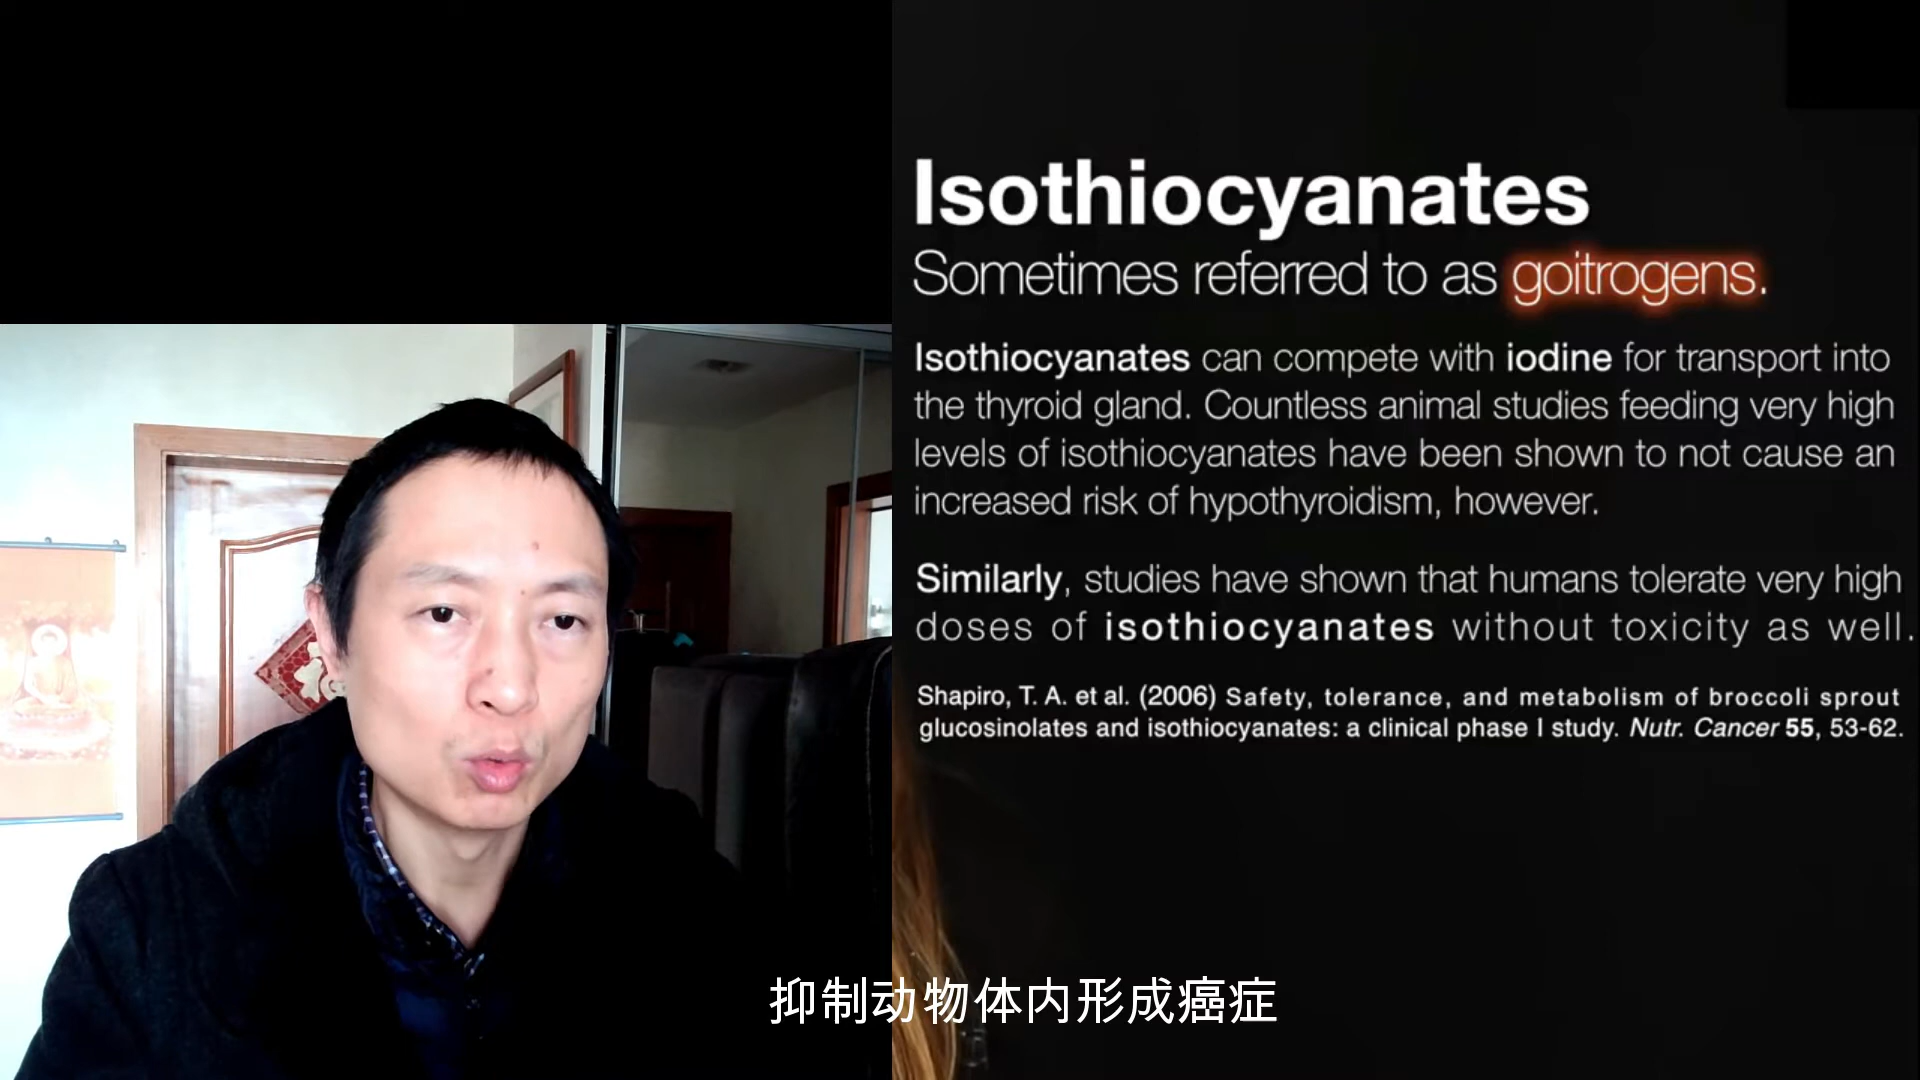 Isothiocyanates
Sometimes referred to as goitrogens.
Isothiocyanates can compete with iodine for transport into
the thyroid gland. Countless animal studies feeding very high
levels of isothiocyanates have been shown to not cause an
increased risk of hypothyroidism, however.
Similarly, studies have shown that humans tolerate very high
doses of isothiocyanates without toxicity as well.
Shapiro, T. A. et al. (2006) Safety, tolerance, and metabolism of broccoli sprout
glucosinolates and isothiocyanates: a clinical phase I study. Nutr. Cancer 55, 53-62.
抑制动物体内形成癌症